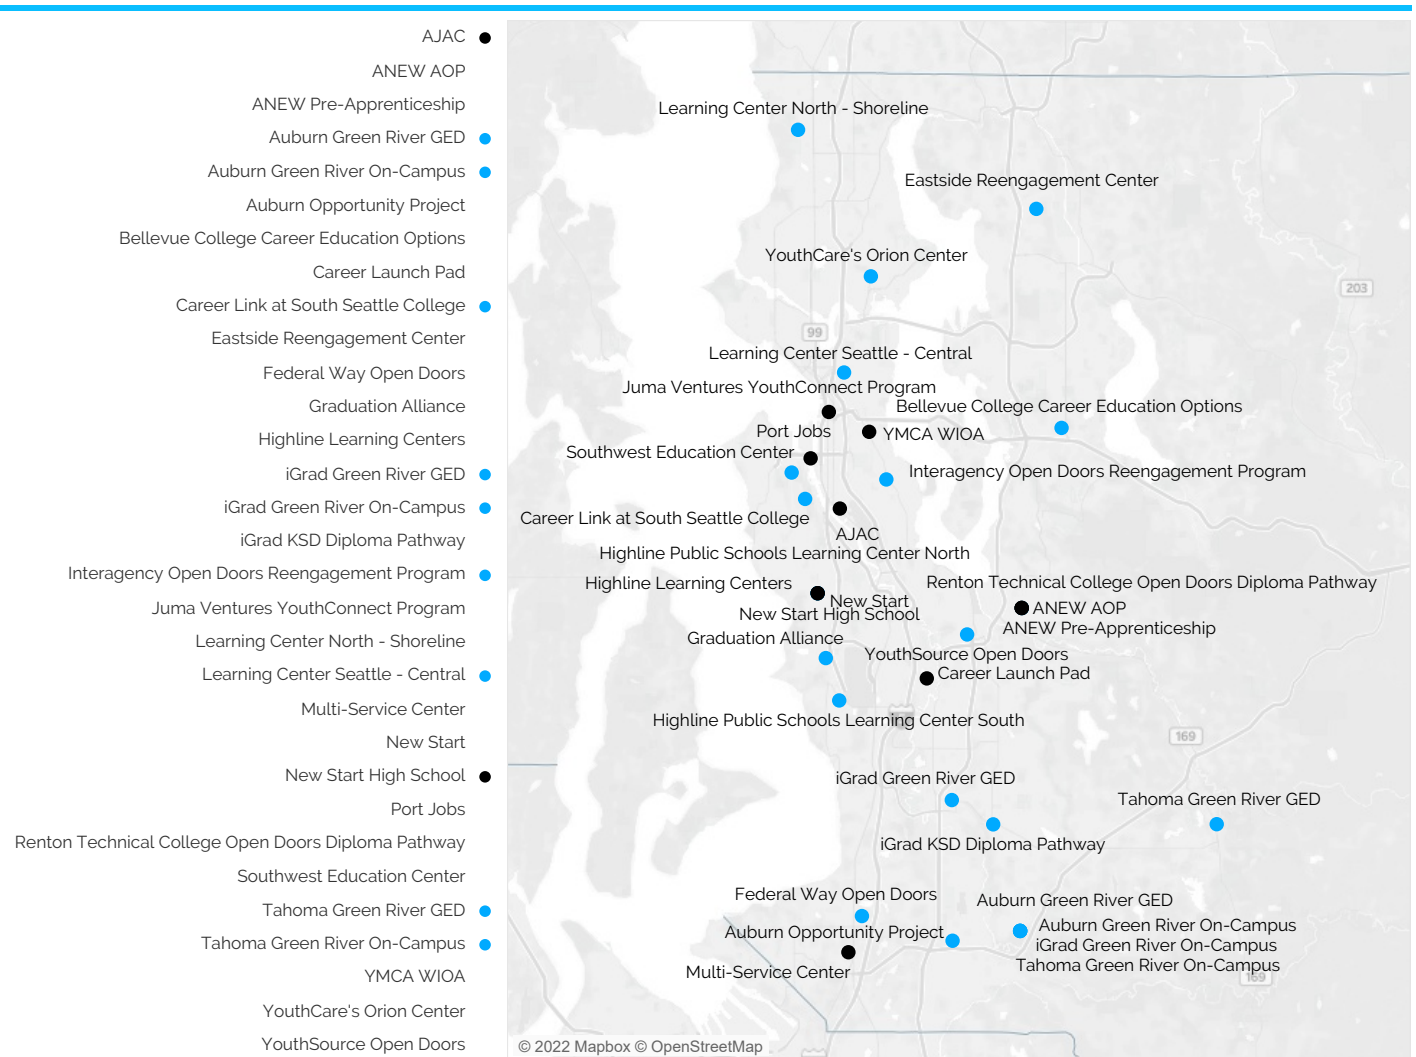 AJAC
ANEW AOP
ANEW Pre-Apprenticeship
Auburn Green River GED
Auburn Green River On-Campus
Auburn Opportunity Project
Bellevue College Career Education Options
Career Launch Pad
Career Link at South Seattle College
Eastside Reengagement Center
Federal Way Open Doors
Graduation Alliance
Highline Learning Centers
iGrad Green River GED
iGrad Green River On-Campus
iGrad KSD Diploma Pathway
Interagency Open Doors Reengagement Program
Juma Ventures YouthConnect Program
Learning Center North - Shoreline
Learning Center Seattle - Central
Multi-Service Center
New Start
New Start High School
Port Jobs
Renton Technical College Open Doors Diploma Pathway
Southwest Education Center
Tahoma Green River GED
Tahoma Green River On-Campus
YMCA WIOA
YouthCare's Orion Center
YouthSource Open Doors
Learning Center North - Shoreline
Eastside Reengagement Center
YouthCare's Orion Center
203
99
Learning Center Seattle - Central
Juma Ventures YouthConnect Program
Bellevue College Career Education Options
Port Jobs
YMCA WIOA
Southwest Education Center
Interagency Open Doors Reengagement Program
Career Link at South Seattle College
AJAC
Highline Public Schools Learning Center North
Highline Learning Centers
Renton Technical College Open Doors Diploma Pathway
New Start
ANEW AOP
New Start High School
ANEW Pre-Apprenticeship
Graduation Alliance
YouthSource Open Doors
Career Launch Pad
Highline Public Schools Learning Center South
169
iGrad Green River GED
Tahoma Green River GED
iGrad KSD Diploma Pathway
Federal Way Open Doors
Auburn Green River GED
Auburn Opportunity Project
Auburn Green River On-Campus
iGrad Green River On-Campus
Tahoma Green River On-Campus
Multi-Service Center
169
© 2022 Mapbox © OpenStreetMap